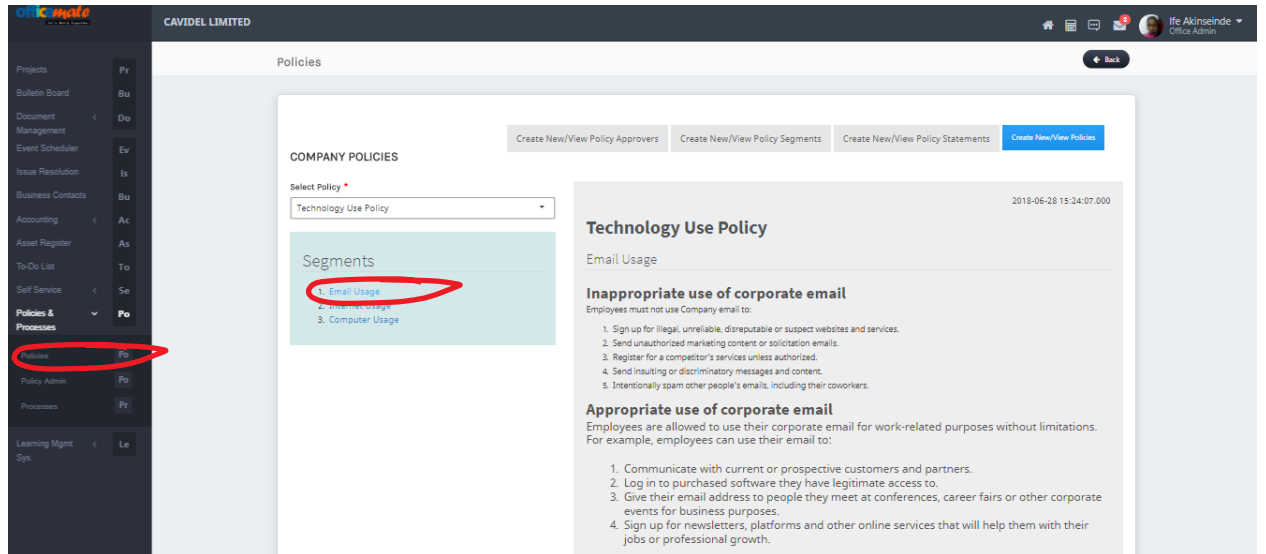 officemate
CAVIDEL LIMITED
3
Ife Akinseinde
Office Admin
Projects Pr
Bulletin Board Bu
Document Do
Management
Event Scheduler Ev
Issue Resolution Is
Business Contacts Bu
Accounting Ac
Asset Register As
To-Do List To
Self Service Se
Policies & Po
Processes
Policies Po
Policy Admin Po
Processes Pr
Learning Mgmt Le
Sys.
Policies
Back
Create New/View Policy Approvers
Create New/View Policy Segments
Create New/View Policy Statements
Create New/View Policies
COMPANY POLICIES
Select Policy *
Technology Use Policy
Segments
1. Email Usage
2. Internet Usage
3. Computer Usage
2018-06-28 15:24:07.000
Technology Use Policy
Email Usage
Inappropriate use of corporate email
Employees must not use Company email to:
1. Sign up for illegal, unreliable, disreputable or suspect websites and services.
2. Send unauthorized marketing content or solicitation emails.
3. Register for a competitor's services unless authorized.
4. Send insulting or discriminatory messages and content.
5. Intentionally spam other people's emails, including their coworkers.
Appropriate use of corporate email
Employees are allowed to use their corporate email for work-related purposes without limitations.
For example, employees can use their email to:
1. Communicate with current or prospective customers and partners.
2. Log in to purchased software they have legitimate access to.
3. Give their email address to people they meet at conferences, career fairs or other corporate
events for business purposes.
4. Sign up for newsletters, platforms and other online services that will help them with their
jobs or professional growth.